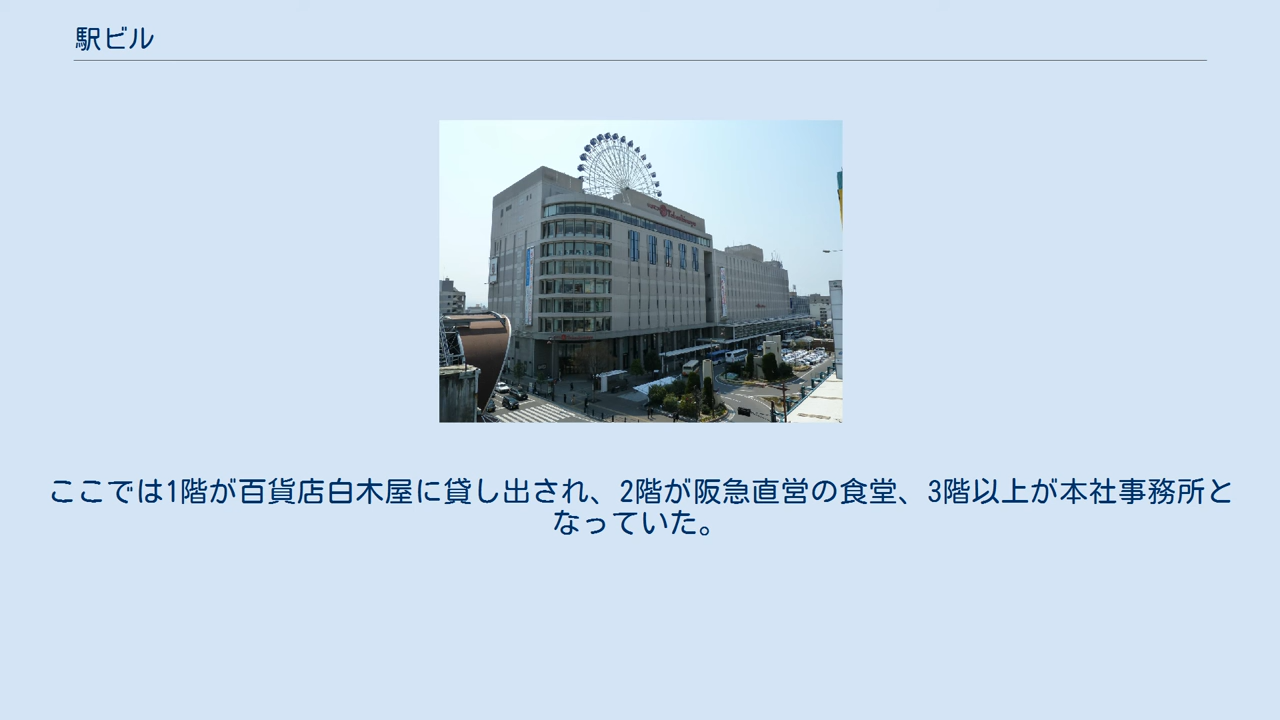 駅ビル
ここでは1階が百貨店白木屋に貸し出され、2階が阪急直営の食堂、3階以上が本社事務所と
なっていた。